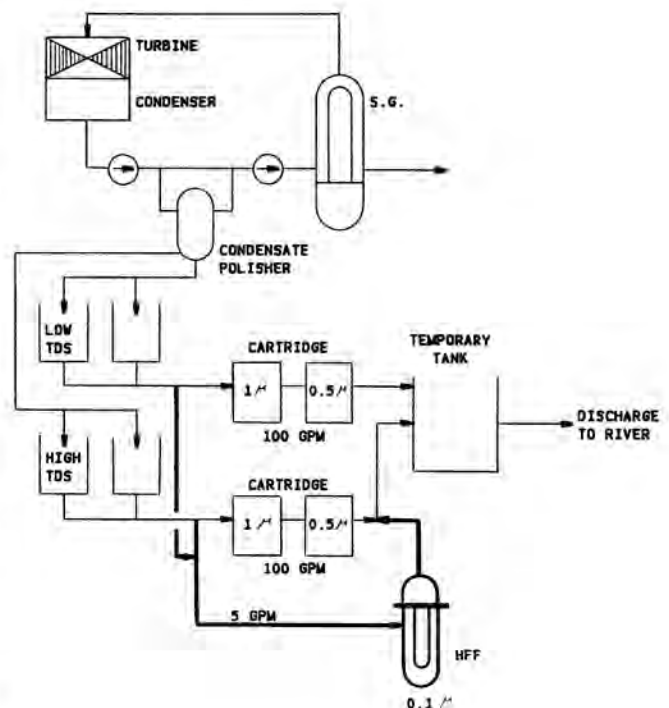 TURBINE
CONDENSER
S.G.
CONDENSATE
POLISHER
LOW
TDS
CARTRIDGE
1μ
0.5μ
100 GPM
TEMPORARY
TANK
DISCHARGE
TO RIVER
HIGH
TDS
CARTRIDGE
1μ
0.5μ
100 GPM
5 GPM
HFF
0.1 μ